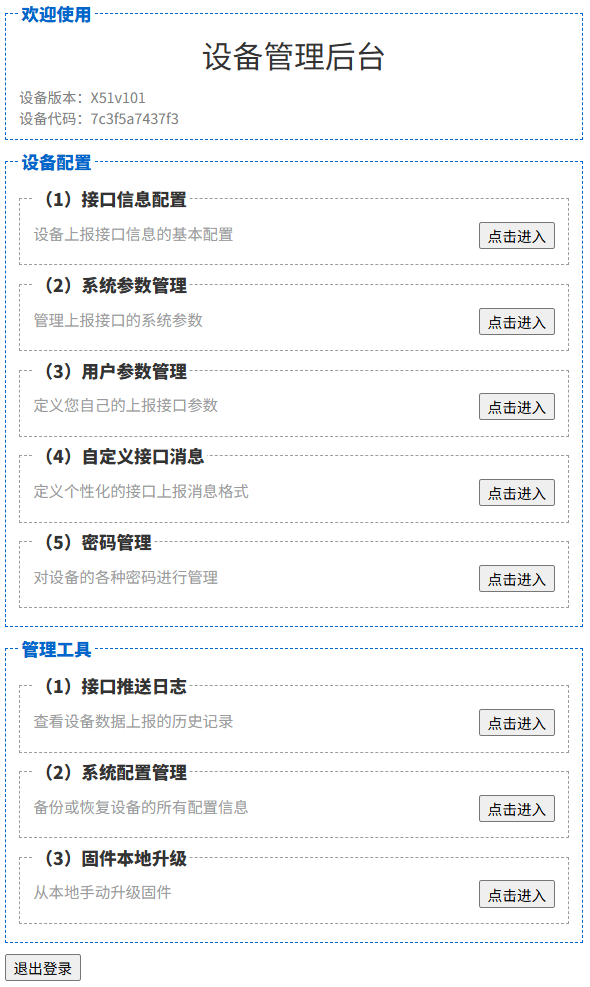 欢迎使用
设备管理后台
设备版本：X51v101
设备代码：7c3f5a7437f3
设备配置
（1）接口信息配置
设备上报接口信息的基本配置
点击进入
（2）系统参数管理
管理上报接口的系统参数
点击进入
（3）用户参数管理
定义您自己的上报接口参数
点击进入
（4）自定义接口消息
定义个性化的接口上报消息格式
点击进入
（5）密码管理
对设备的各种密码进行管理
点击进入
管理工具
（1）接口推送日志
查看设备数据上报的历史记录
点击进入
（2）系统配置管理
备份或恢复设备的所有配置信息
点击进入
（3）固件本地升级
从本地手动升级固件
点击进入
退出登录